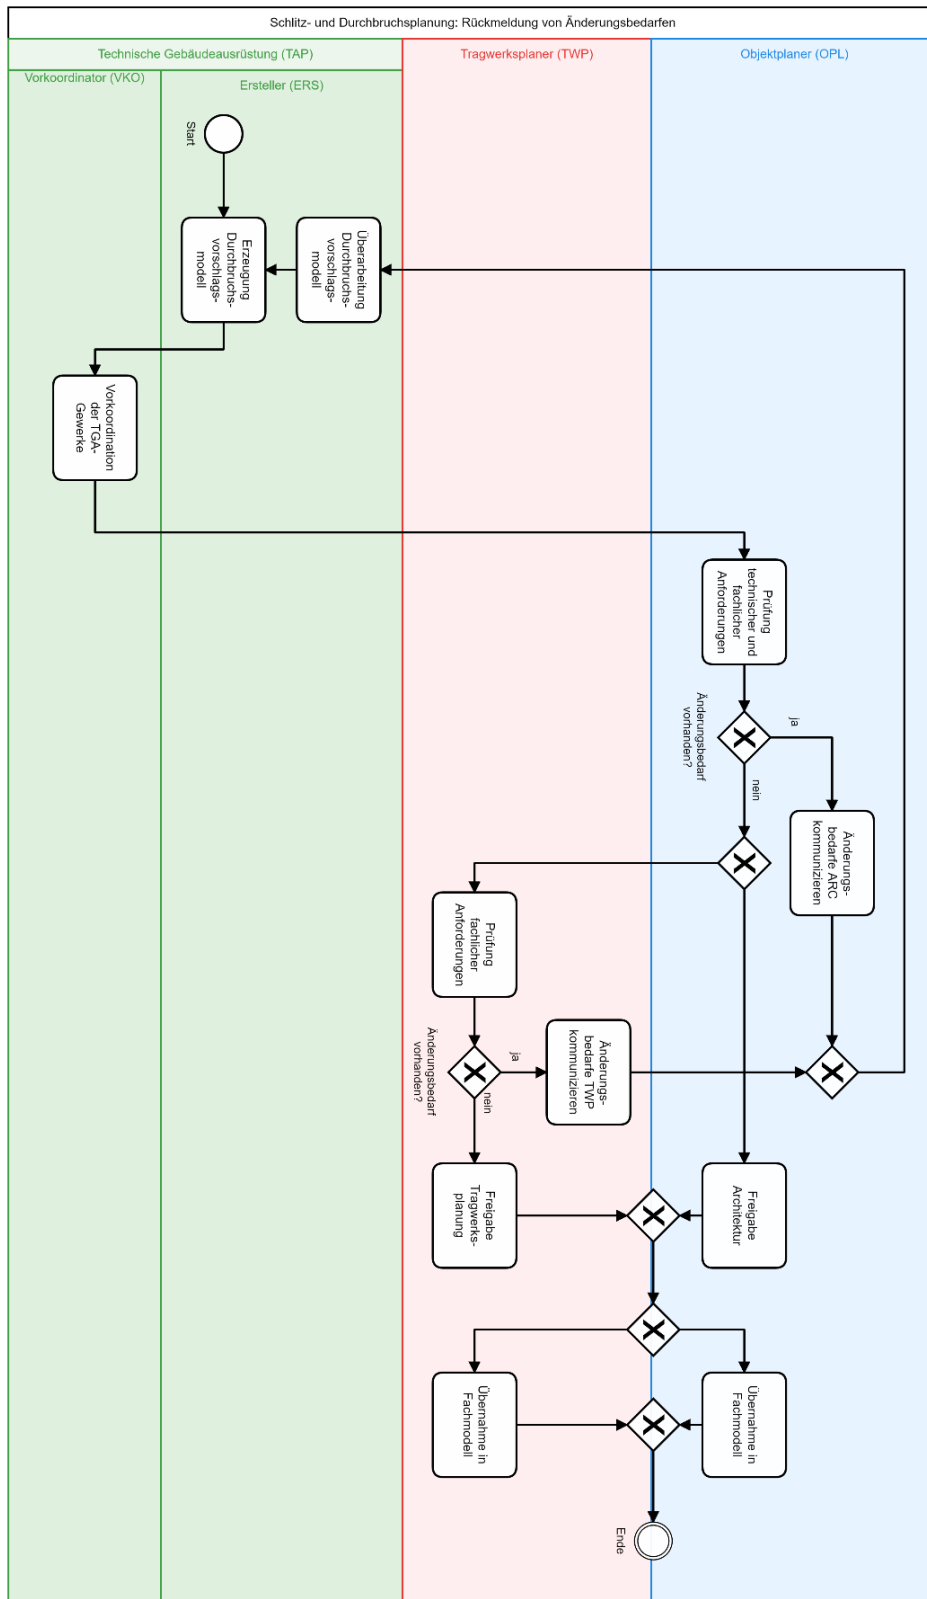 Schlitz- und Durchbruchsplanung: Rückmeldung von Änderungsbedarfen
Technische Gebäudeausrüstung (TAP)
Tragwerksplaner (TWP)
Objektplaner (OPL)
Vorkoordinator (VKO)
Ersteller (ERS)
Start
Erzeugung
Durchbruchs-
vorschlags-
modell
Überarbeitung
Durchbruchs-
vorschlags-
modell
Vorkoordination
der TGA-
Gewerke
Prüfung
technischer und
fachlicher
Anforderungen
Änderungsbedarf
vorhanden?
ja
nein
Änderungs-
bedarfe ARC
kommunizieren
Prüfung
fachlicher
Anforderungen
Änderungsbedarf
vorhanden?
ja
nein
Änderungs-
bedarfe TWP
kommunizieren
Freigabe
Tragwerks-
planung
Freigabe
Architektur
Übernahme in
Fachmodell
Übernahme in
Fachmodell
Ende